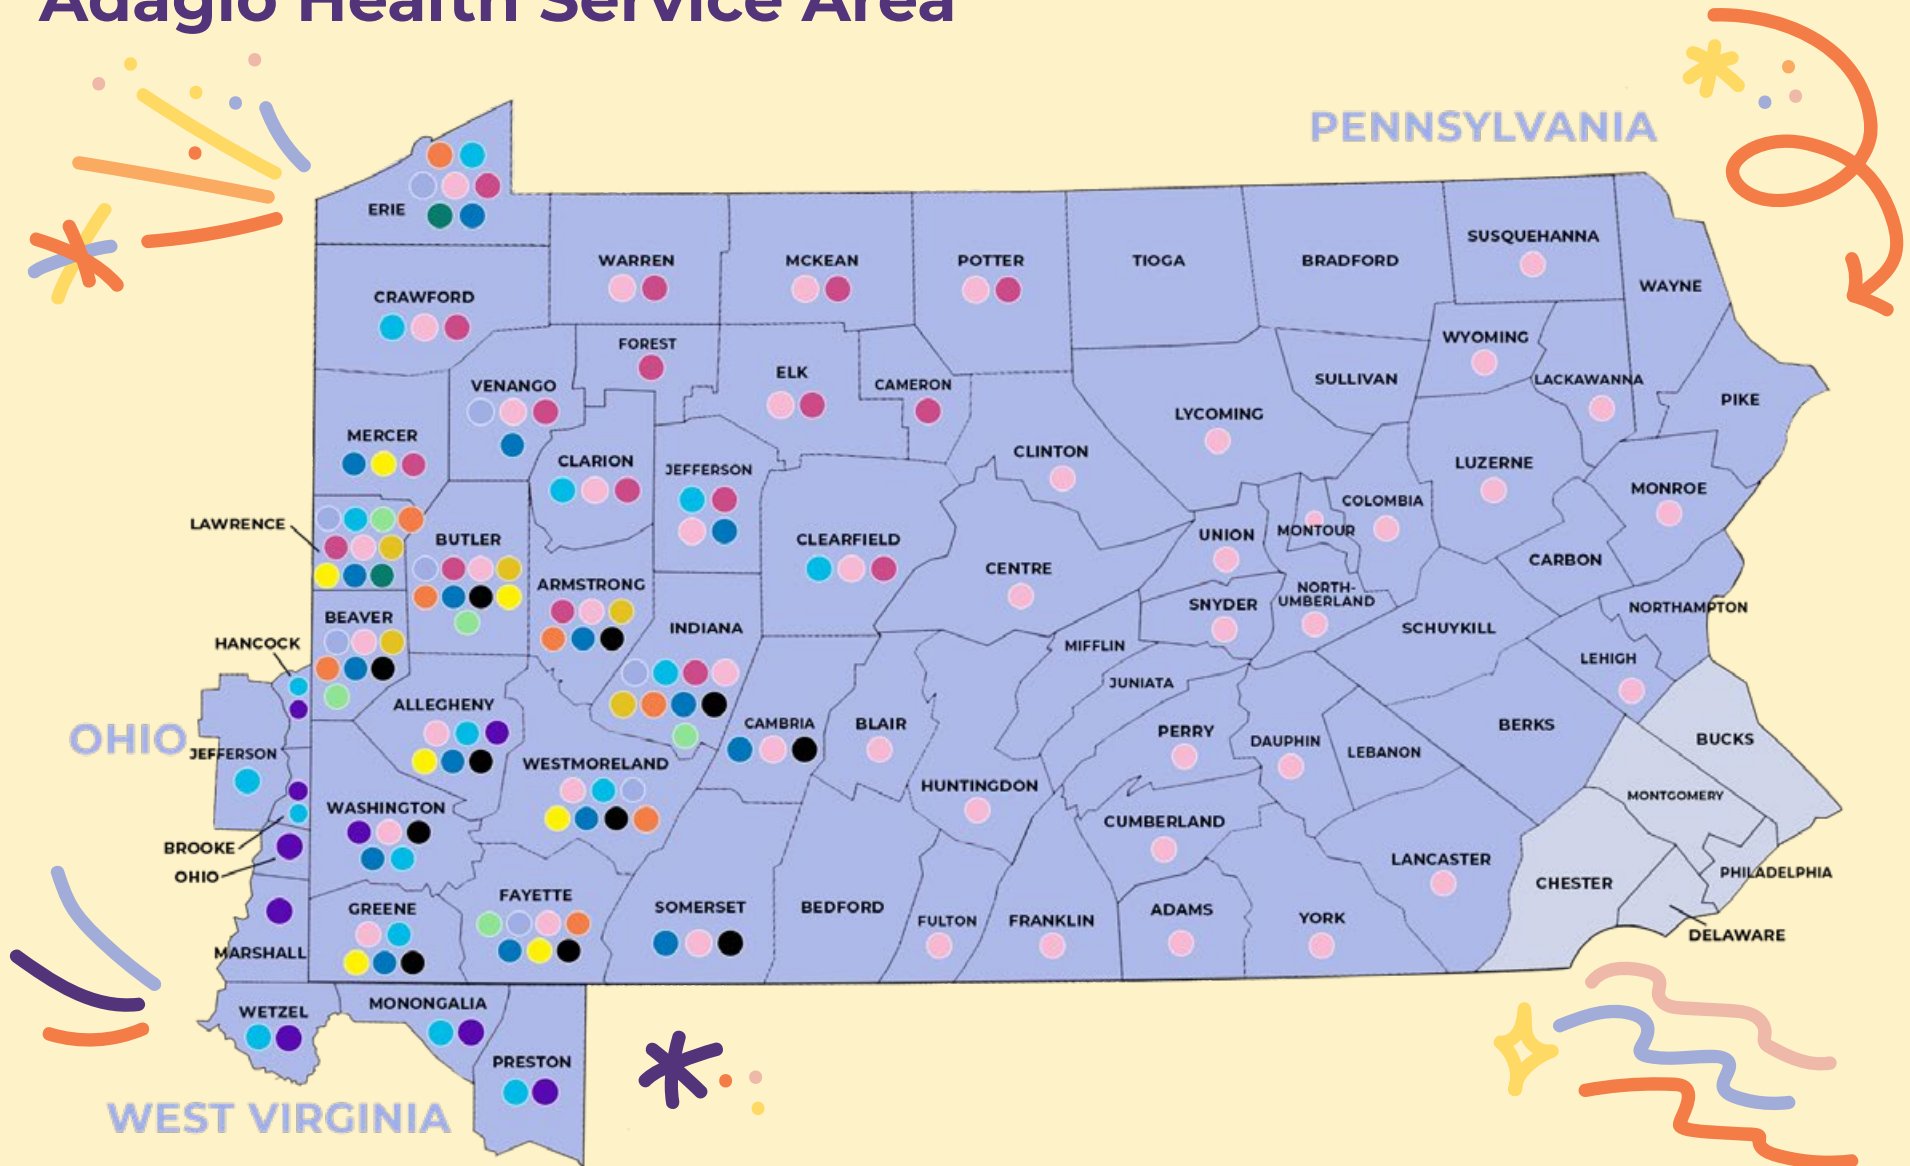 Adagio Health Service Area
PENNSYLVANIA
ERIE
SUSQUEHANNA
WARREN
MCKEAN
POTTER
TIOGA
BRADFORD
WAYNE
CRAWFORD
FOREST
WYOMING
ELK
CAMERON
VENANGO
SULLIVAN
LACKAWANNA
PIKE
LYCOMING
MERCER
CLINTON
CLARION
JEFFERSON
LUZERNE
MONROE
COLOMBIA
LAWRENCE
BUTLER
CLEARFIELD
UNION
MONTOUR
CENTRE
CARBON
ARMSTRONG
NORTH-
UMBERLAND
SNYDER
NORTHAMPTON
BEAVER
INDIANA
SCHUYKILL
HANCOCK
MIFFLIN
LEHIGH
JUNIATA
ALLEGHENY
CAMBRIA
BLAIR
BERKS
PERRY
DAUPHIN
BUCKS
OHIO
JEFFERSON
LEBANON
WESTMORELAND
HUNTINGDON
MONTGOMERY
WASHINGTON
CUMBERLAND
BROOKE
LANCASTER
OHIO
PHILADELPHIA
CHESTER
FAYETTE
GREENE
SOMERSET
BEDFORD
ADAMS
YORK
FULTON
FRANKLIN
DELAWARE
MARSHALL
MONONGALIA
WETZEL
PRESTON
WEST VIRGINIA